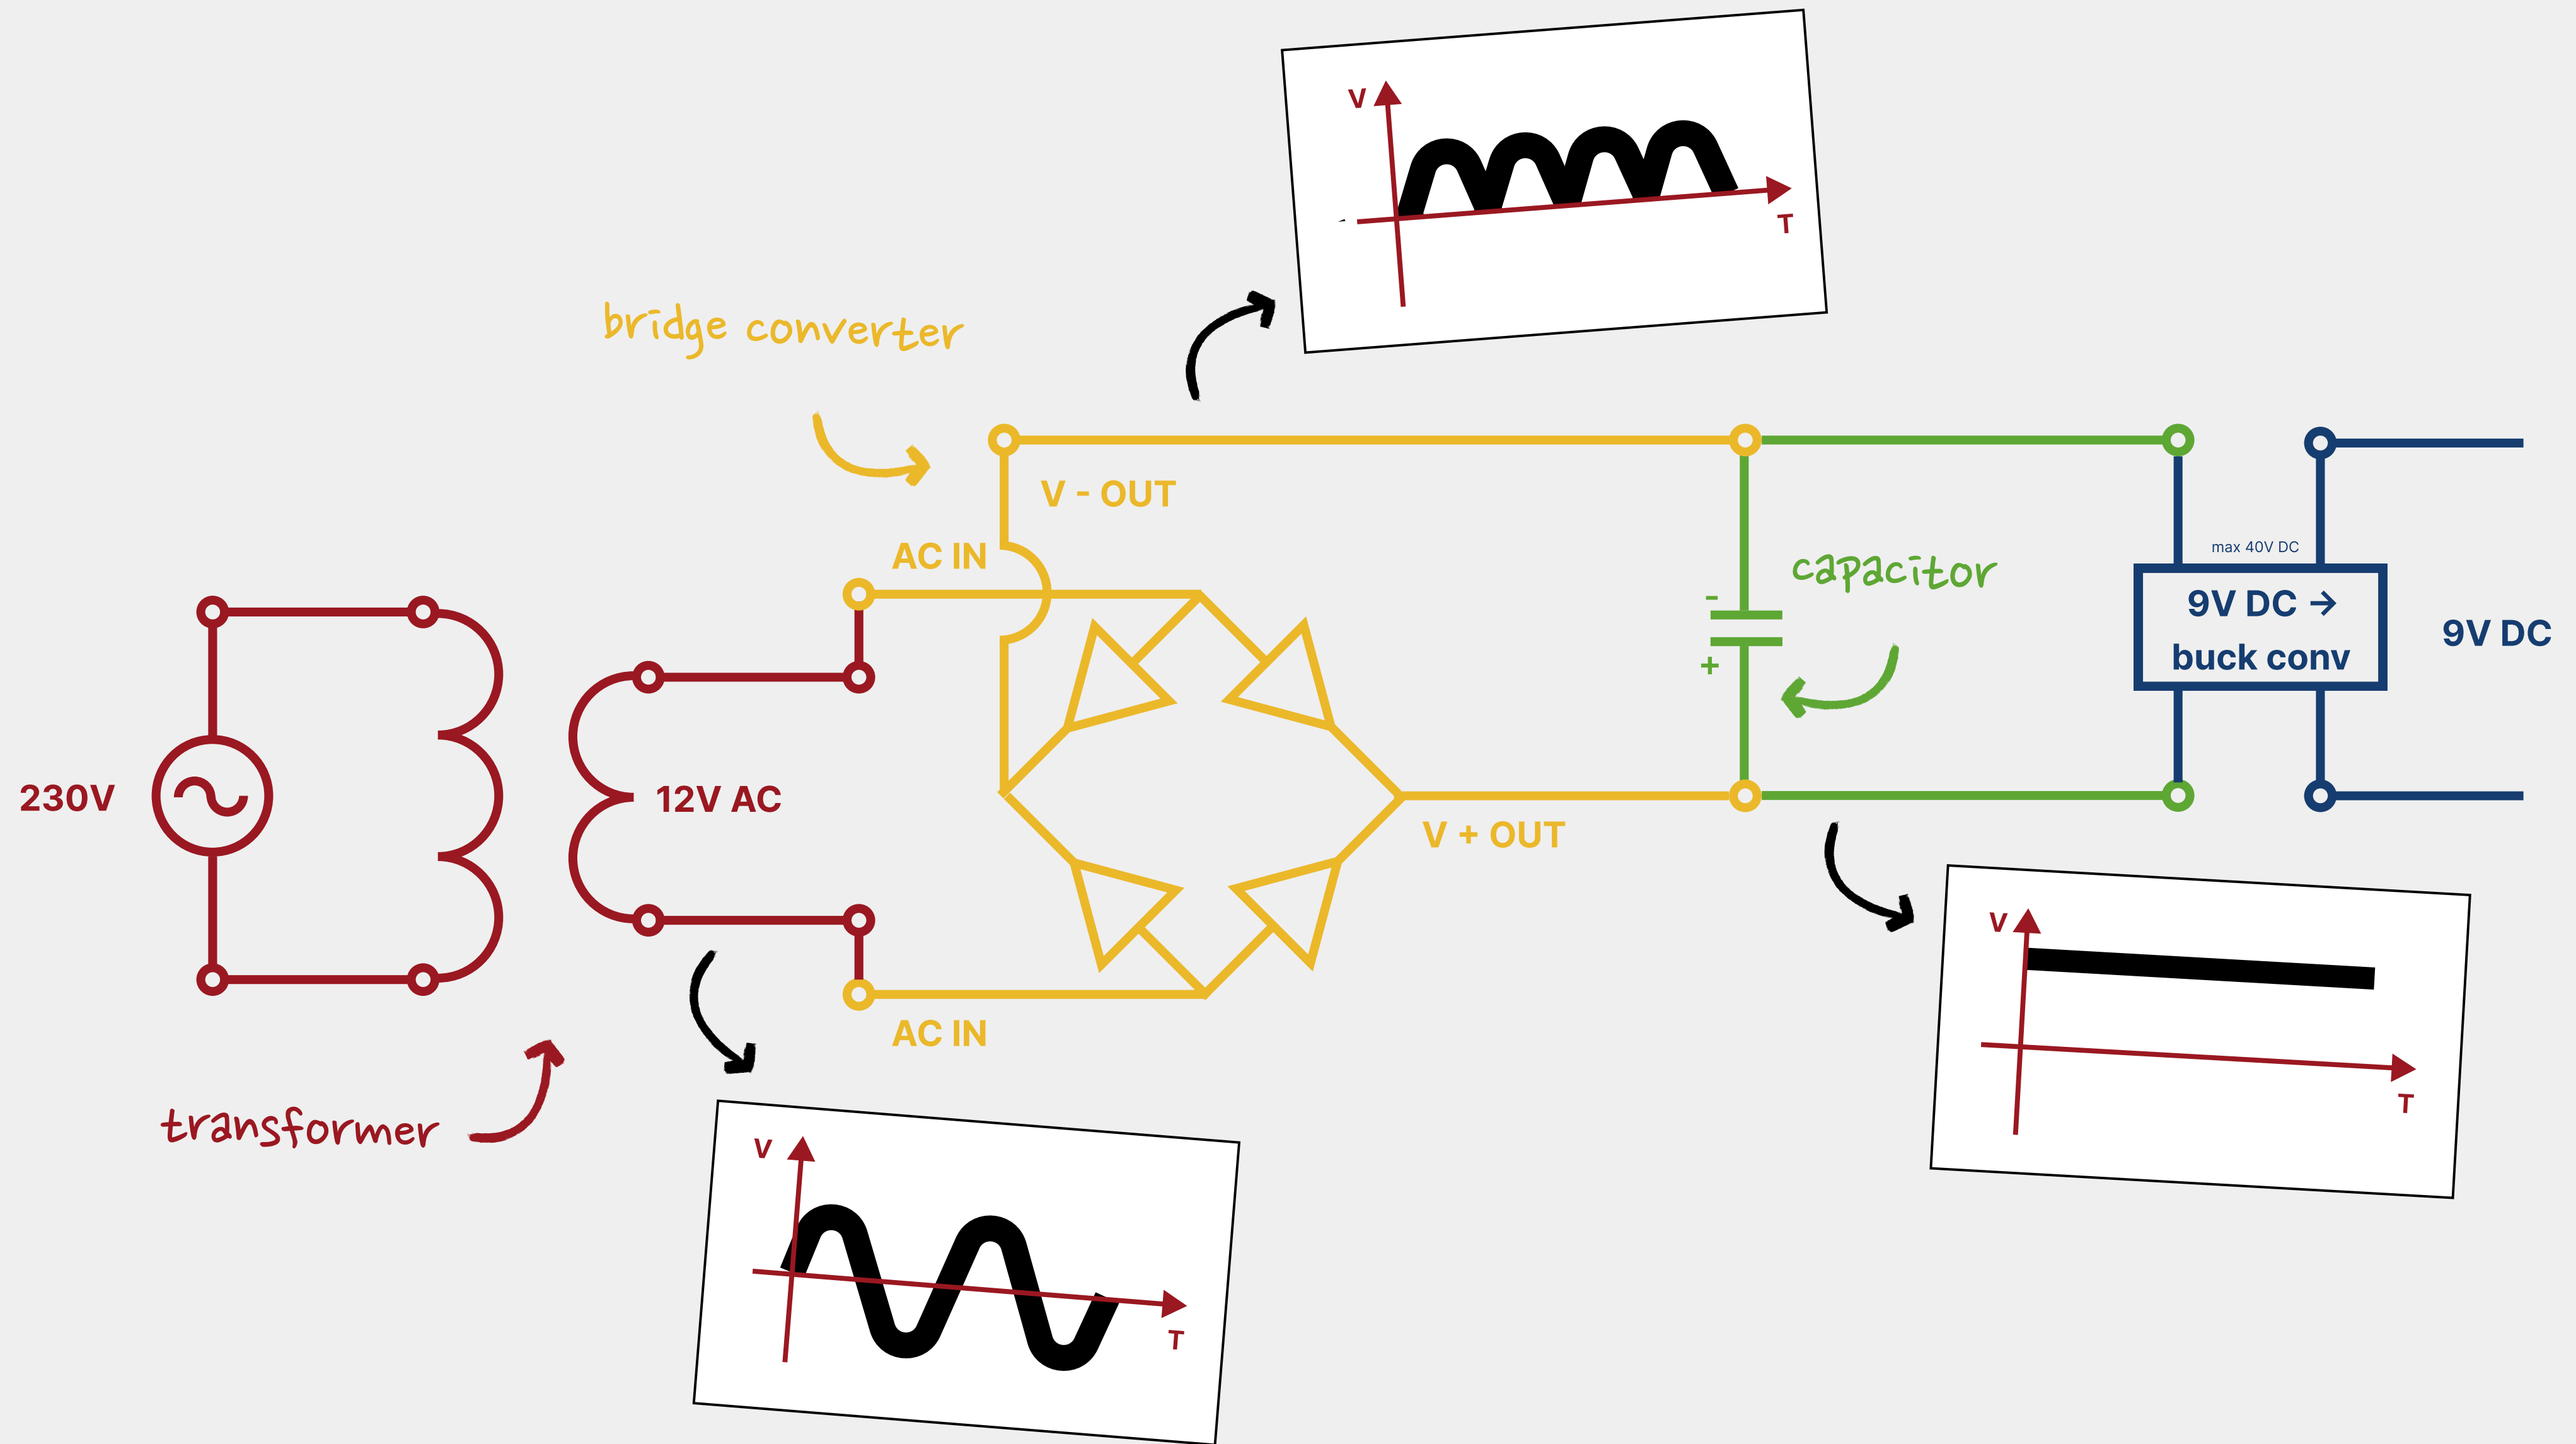 V
T
bridge converter
V - OUT
AC IN
max 40V DC
capacitor
-
9V DC →
buck conv
9V DC
+
230V
12V AC
V + OUT
V
T
AC IN
transformer
V
T